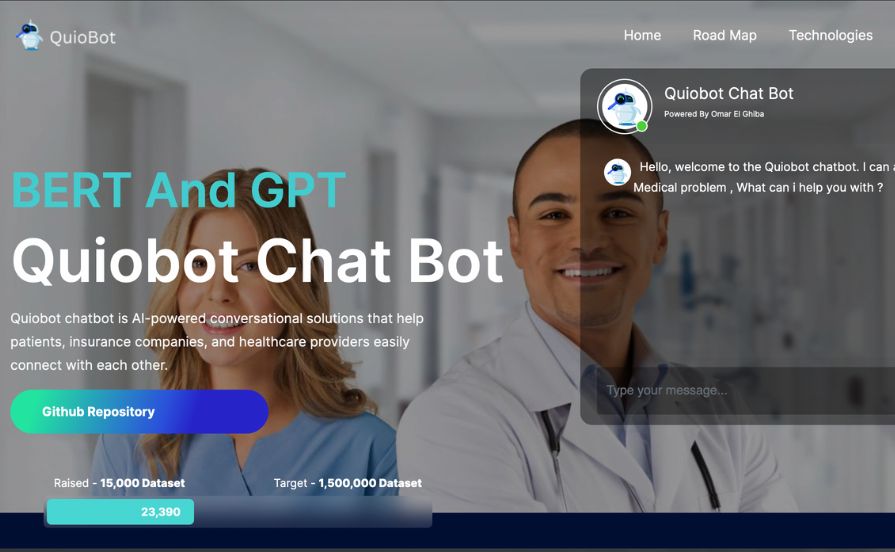 QuioBot
Home Road Map Technologies
Quiobot Chat Bot
Powered By Omar El Ghiba
Hello, welcome to the Quiobot chatbot. I can
Medical problem , What can i help you with ?
BERT And GPT
Quiobot Chat Bot
Quiobot chatbot is AI-powered conversational solutions that help
patients, insurance companies, and healthcare providers easily
connect with each other.
Type your message...
Github Repository
Raised - 15,000 Dataset Target - 1,500,000 Dataset
23,390